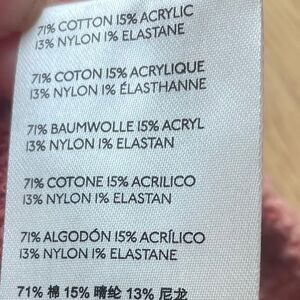 71% COTTON 15% ACRYLIC
13% NYLON 1% ELASTANE
71% COTON 15% ACRYLIQUE
13% NYLON 1% ÉLASTHANNE
71% BAUMWOLLE 15% ACRYL
13% NYLON 1% ELASTAN
71% COTONE 15% ACRILICO
13% NYLON 1% ELASTAN
71% ALGODÓN 15% ACRÍLICO
13% NYLON 1% ELASTANE
71% 棉 15% 晴纶 13% 尼龙